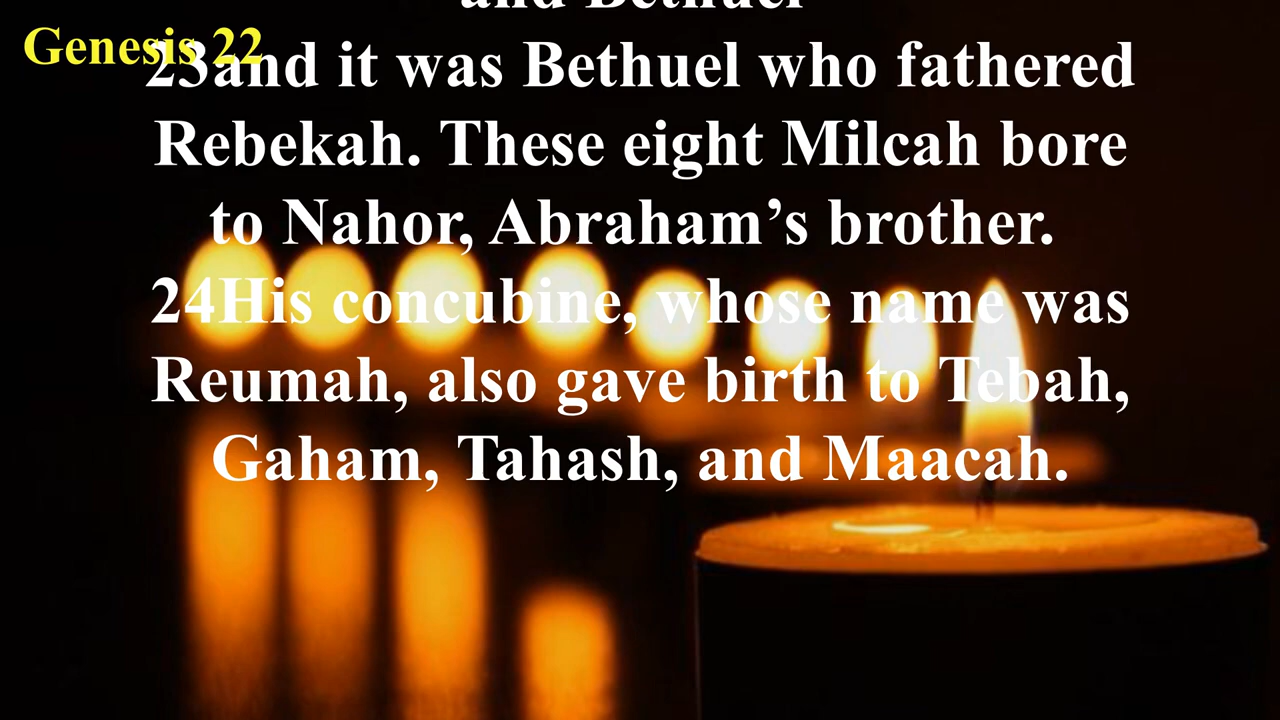 and Bethuel
Genesis 22
23and it was Bethuel who fathered
Rebekah. These eight Milcah bore
to Nahor, Abraham’s brother.
24His concubine, whose name was
Reumah, also gave birth to Tebah,
Gaham, Tahash, and Maacah.